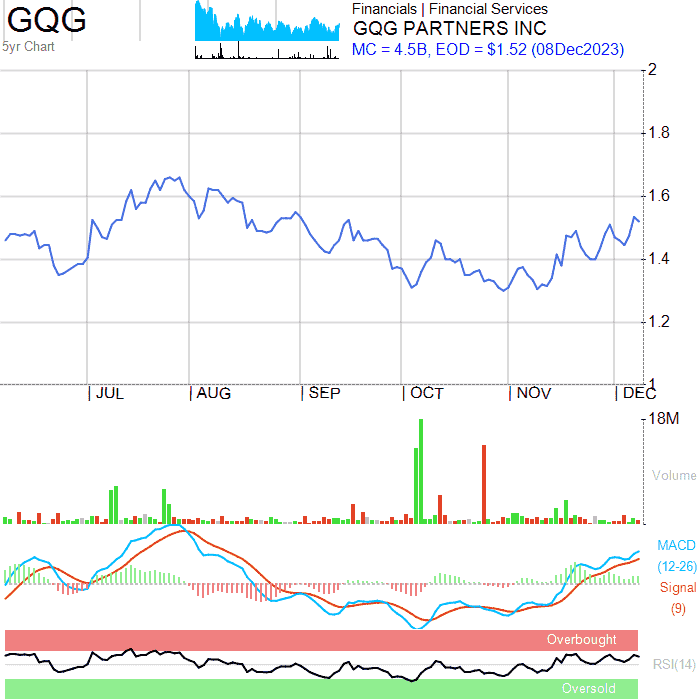 GQG
5yr Chart
Financials | Financial Services
GQG PARTNERS INC
MC = 4.5B, EOD = $1.52 (08Dec2023)
2
1.8
1.6
1.4
1.2
1
JUL AUG SEP OCT NOV DEC
18M
Volume
MACD
(12-26)
Signal
(9)
Overbought
RSI(14)
Oversold